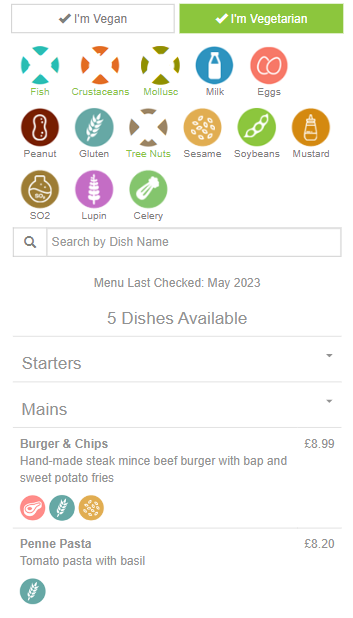 I'm Vegan
I'm Vegetarian
Fish Crustaceans Mollusc Milk Eggs
Peanut Gluten Tree Nuts Sesame Soybeans Mustard
SO₂
SO2 Lupin Celery
Search by Dish Name
Menu Last Checked: May 2023
5 Dishes Available
Starters
Mains
Burger & Chips £8.99
Hand-made steak mince beef burger with bap and
sweet potato fries
Penne Pasta £8.20
Tomato pasta with basil